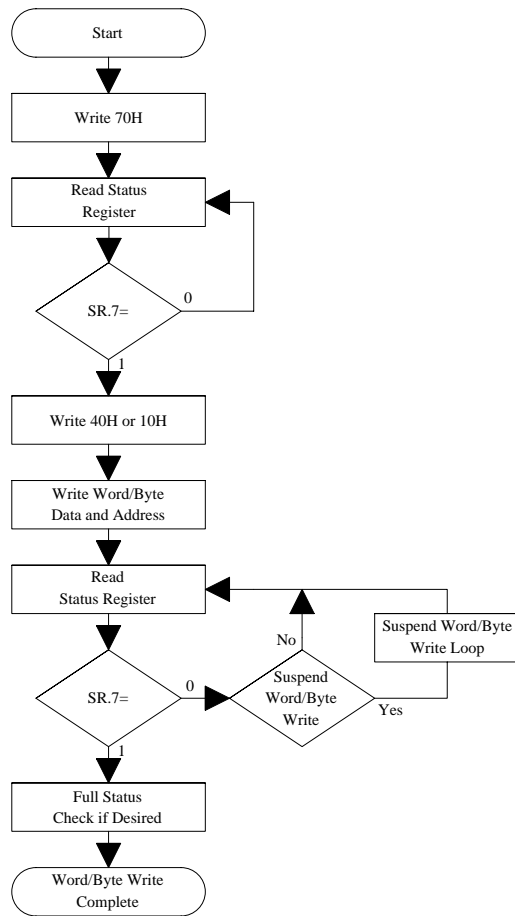 Start
Write 70H
Read Status
Register
SR.7=
0
1
Write 40H or 10H
Write Word/Byte
Data and Address
Read
Status Register
Suspend Word/Byte
Write Loop
No
SR.7=
0
Suspend
Word/Byte
Write
Yes
1
Full Status
Check if Desired
Word/Byte Write
Complete